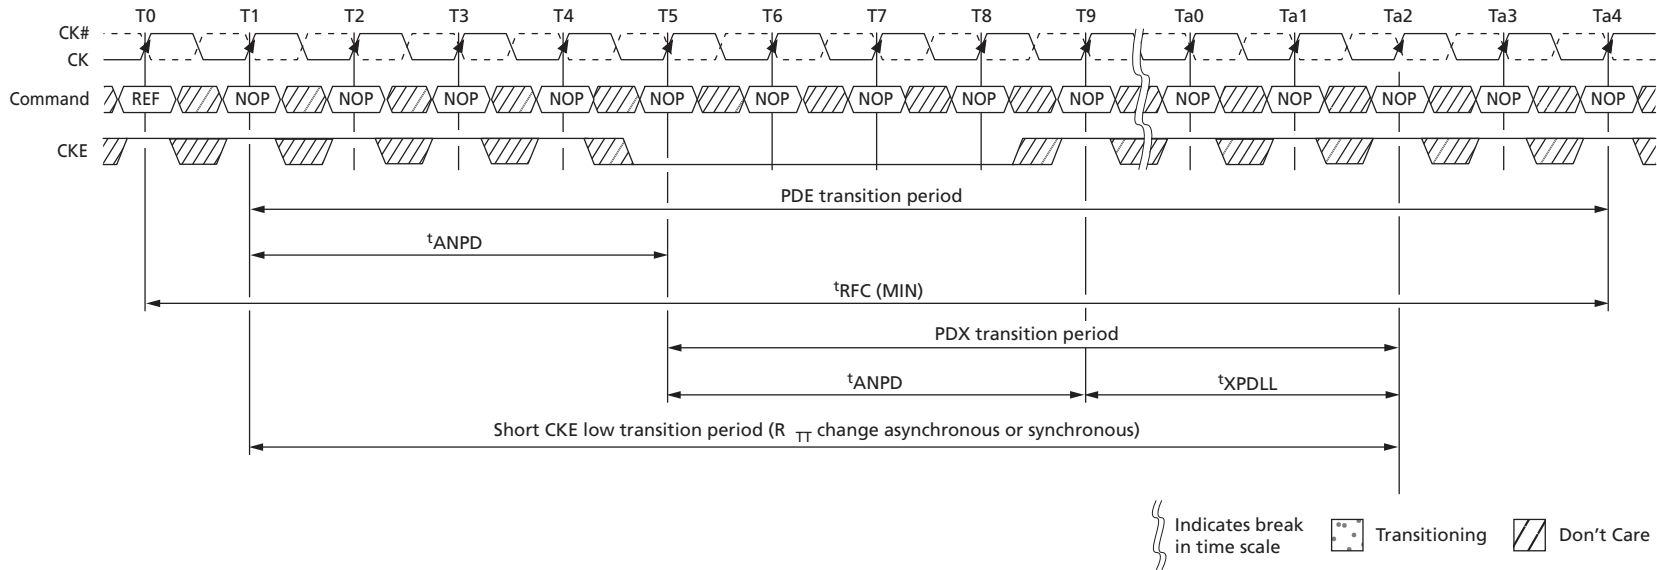 T0 T1 T2 T3 T4 T5 T6 T7 T8 T9 Ta0 Ta1 Ta2 Ta3 Ta4
CK#
CK
Command REF NOP NOP NOP NOP NOP NOP NOP NOP NOP NOP NOP NOP NOP NOP
CKE
PDE transition period
tANPD
tRFC (MIN)
PDX transition period
tANPD tXPDLL
Short CKE low transition period (R TT change asynchronous or synchronous)
Indicates break
in time scale
Transitioning
Don't Care